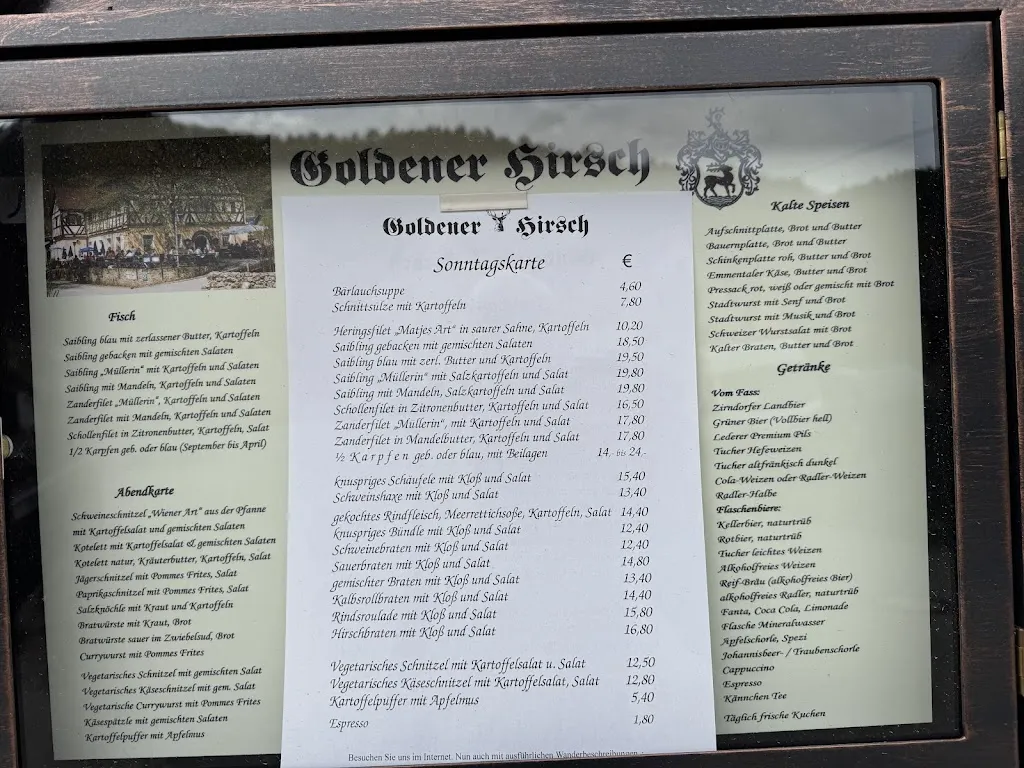 Goldener Hirsch
Fisch
Saibling blau mit zerlassener Butter, Kartoffeln
Saibling gebacken mit gemischten Salaten
Saibling „Müllerin" mit Kartoffeln und Salaten
Saibling mit Mandeln, Kartoffeln und Salaten
Zanderfilet „Müllerin", Kartoffeln und Salaten
Zanderfilet mit Mandeln, Kartoffeln und Salaten
Schollenfilet in Zitronenbutter, Kartoffeln, Salat
1/2 Karpfen geb. oder blau (September bis April)
Abendkarte
Schweineschnitzel „Wiener Art" aus der Pfanne
mit Kartoffelsalat und gemischten Salaten
Kotelett mit Kartoffelsalat & gemischten Salaten
Kotelett natur, Kräuterbutter, Kartoffeln, Salat
Jägerschnitzel mit Pommes Frites, Salat
Paprikaschnitzel mit Pommes Frites, Salat
Salzknöchle mit Kraut und Kartoffeln
Bratwürste mit Kraut, Brot
Bratwürste sauer im Zwiebelsud, Brot
Currywurst mit Pommes Frites
Vegetarisches Schnitzel mit gemischten Salat
Vegetarisches Käseschnitzel mit gem. Salat
Vegetarische Currywurst mit Pommes Frites
Käsespätzle mit gemischten Salaten
Kartoffelpuffer mit Apfelmus
Goldener Hirsch
Sonntagskarte €
Bärlauchsuppe 4,60
Schnittsülze mit Kartoffeln 7,80
Heringsfilet „Matjes Art" in saurer Sahne, Kartoffeln 10,20
Saibling gebacken mit gemischten Salaten 18,50
Saibling blau mit zerl. Butter und Kartoffeln 19,50
Saibling „Müllerin" mit Salzkartoffeln und Salat 19,80
Saibling mit Mandeln, Salzkartoffeln und Salat 19,80
Schollenfilet in Zitronenbutter, Kartoffeln und Salat 16,50
Zanderfilet „Müllerin", mit Kartoffeln und Salat 17,80
Zanderfilet in Mandelbutter, Kartoffeln und Salat 17,80
½ K a r p f e n geb. oder blau, mit Beilagen 14,- bis 24,-
knuspriges Schäufele mit Kloß und Salat 15,40
Schweinshaxe mit Kloß und Salat 13,40
gekochtes Rindfleisch, Meerrettichsoße, Kartoffeln, Salat 14,40
knuspriges Bündle mit Kloß und Salat 12,40
Schweinebraten mit Kloß und Salat 12,40
Sauerbraten mit Kloß und Salat 14,80
gemischter Braten mit Kloß und Salat 13,40
Kalbsrollbraten mit Kloß und Salat 14,40
Rindsroulade mit Kloß und Salat 15,80
Hirschbraten mit Kloß und Salat 16,80
Vegetarisches Schnitzel mit Kartoffelsalat u. Salat 12,50
Vegetarisches Käseschnitzel mit Kartoffelsalat, Salat 12,80
Kartoffelpuffer mit Apfelmus 5,40
Espresso 1,80
Besuchen Sie uns im Internet. Nun auch mit ausführlichen Wanderbeschreibungen
Kalte Speisen
Aufschnittplatte, Brot und Butter
Bauernplatte, Brot und Butter
Schinkenplatte roh, Butter und Brot
Emmentaler Käse, Butter und Brot
Pressack rot, weiß oder gemischt mit Brot
Stadtwurst mit Senf und Brot
Stadtwurst mit Musik und Brot
Schweizer Wurstsalat mit Brot
Kalter Braten, Butter und Brot
Getränke
Vom Fass:
Zirndorfer Landbier
Grüner Bier (Vollbier hell)
Lederer Premium Pils
Tucher Hefeweizen
Tucher altfränkisch dunkel
Cola-Weizen oder Radler-Weizen
Radler-Halbe
Flaschenbiere:
Kellerbier, naturtrüb
Rotbier, naturtrüb
Tucher leichtes Weizen
Alkoholfreies Weizen
Reif-Bräu (alkoholfreies Bier)
alkoholfreies Radler, naturtrüb
Fanta, Coca Cola, Limonade
Flasche Mineralwasser
Apfelschorle, Spezi
Johannisbeer- / Traubenschorle
Cappuccino
Espresso
Kännchen Tee
Täglich frische Kuchen